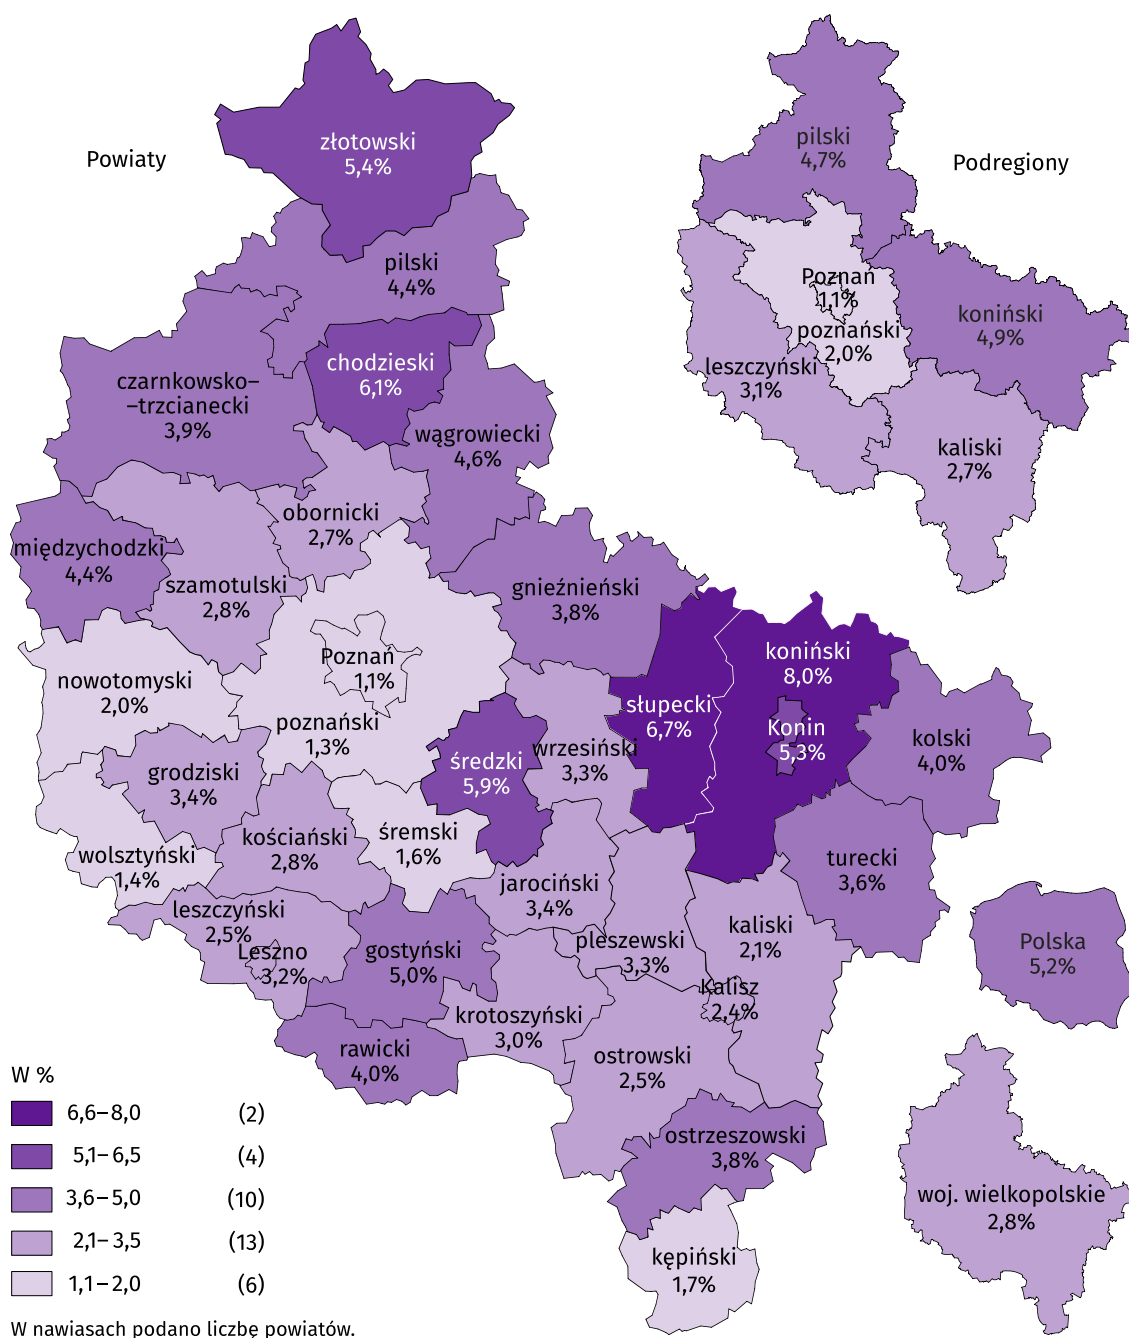 Powiaty
złotowski
5,4%
pilski
4,4%
chodzieski
6,1%
czarnkowsko–
–trzcianecki
3,9%
wągrowiecki
4,6%
obornicki
2,7%
międzychodzki
4,4%
szamotulski
2,8%
gnieźnieński
3,8%
Poznań
1,1%
poznański
1,3%
nowotomyski
2,0%
koniński
8,0%
słupecki
6,7%
Konin
5,3%
kolski
4,0%
wrzesiński
3,3%
średzki
5,9%
grodziski
3,4%
kościański
2,8%
śremski
1,6%
wolsztyński
1,4%
turecki
3,6%
jarociński
3,4%
leszczyński
2,5%
Leszno
3,2%
gostyński
5,0%
pleszewski
3,3%
kaliski
2,1%
Kalisz
2,4%
krotoszyński
3,0%
rawicki
4,0%
ostrowski
2,5%
ostrzeszowski
3,8%
kępiński
1,7%
Podregiony
pilski
4,7%
Poznań
1,1%
poznański
2,0%
koniński
4,9%
leszczyński
3,1%
kaliski
2,7%
Polska
5,2%
woj. wielkopolskie
2,8%
W %
6,6–8,0 (2)
5,1–6,5 (4)
3,6–5,0 (10)
2,1–3,5 (13)
1,1–2,0 (6)
W nawiasach podano liczbę powiatów.